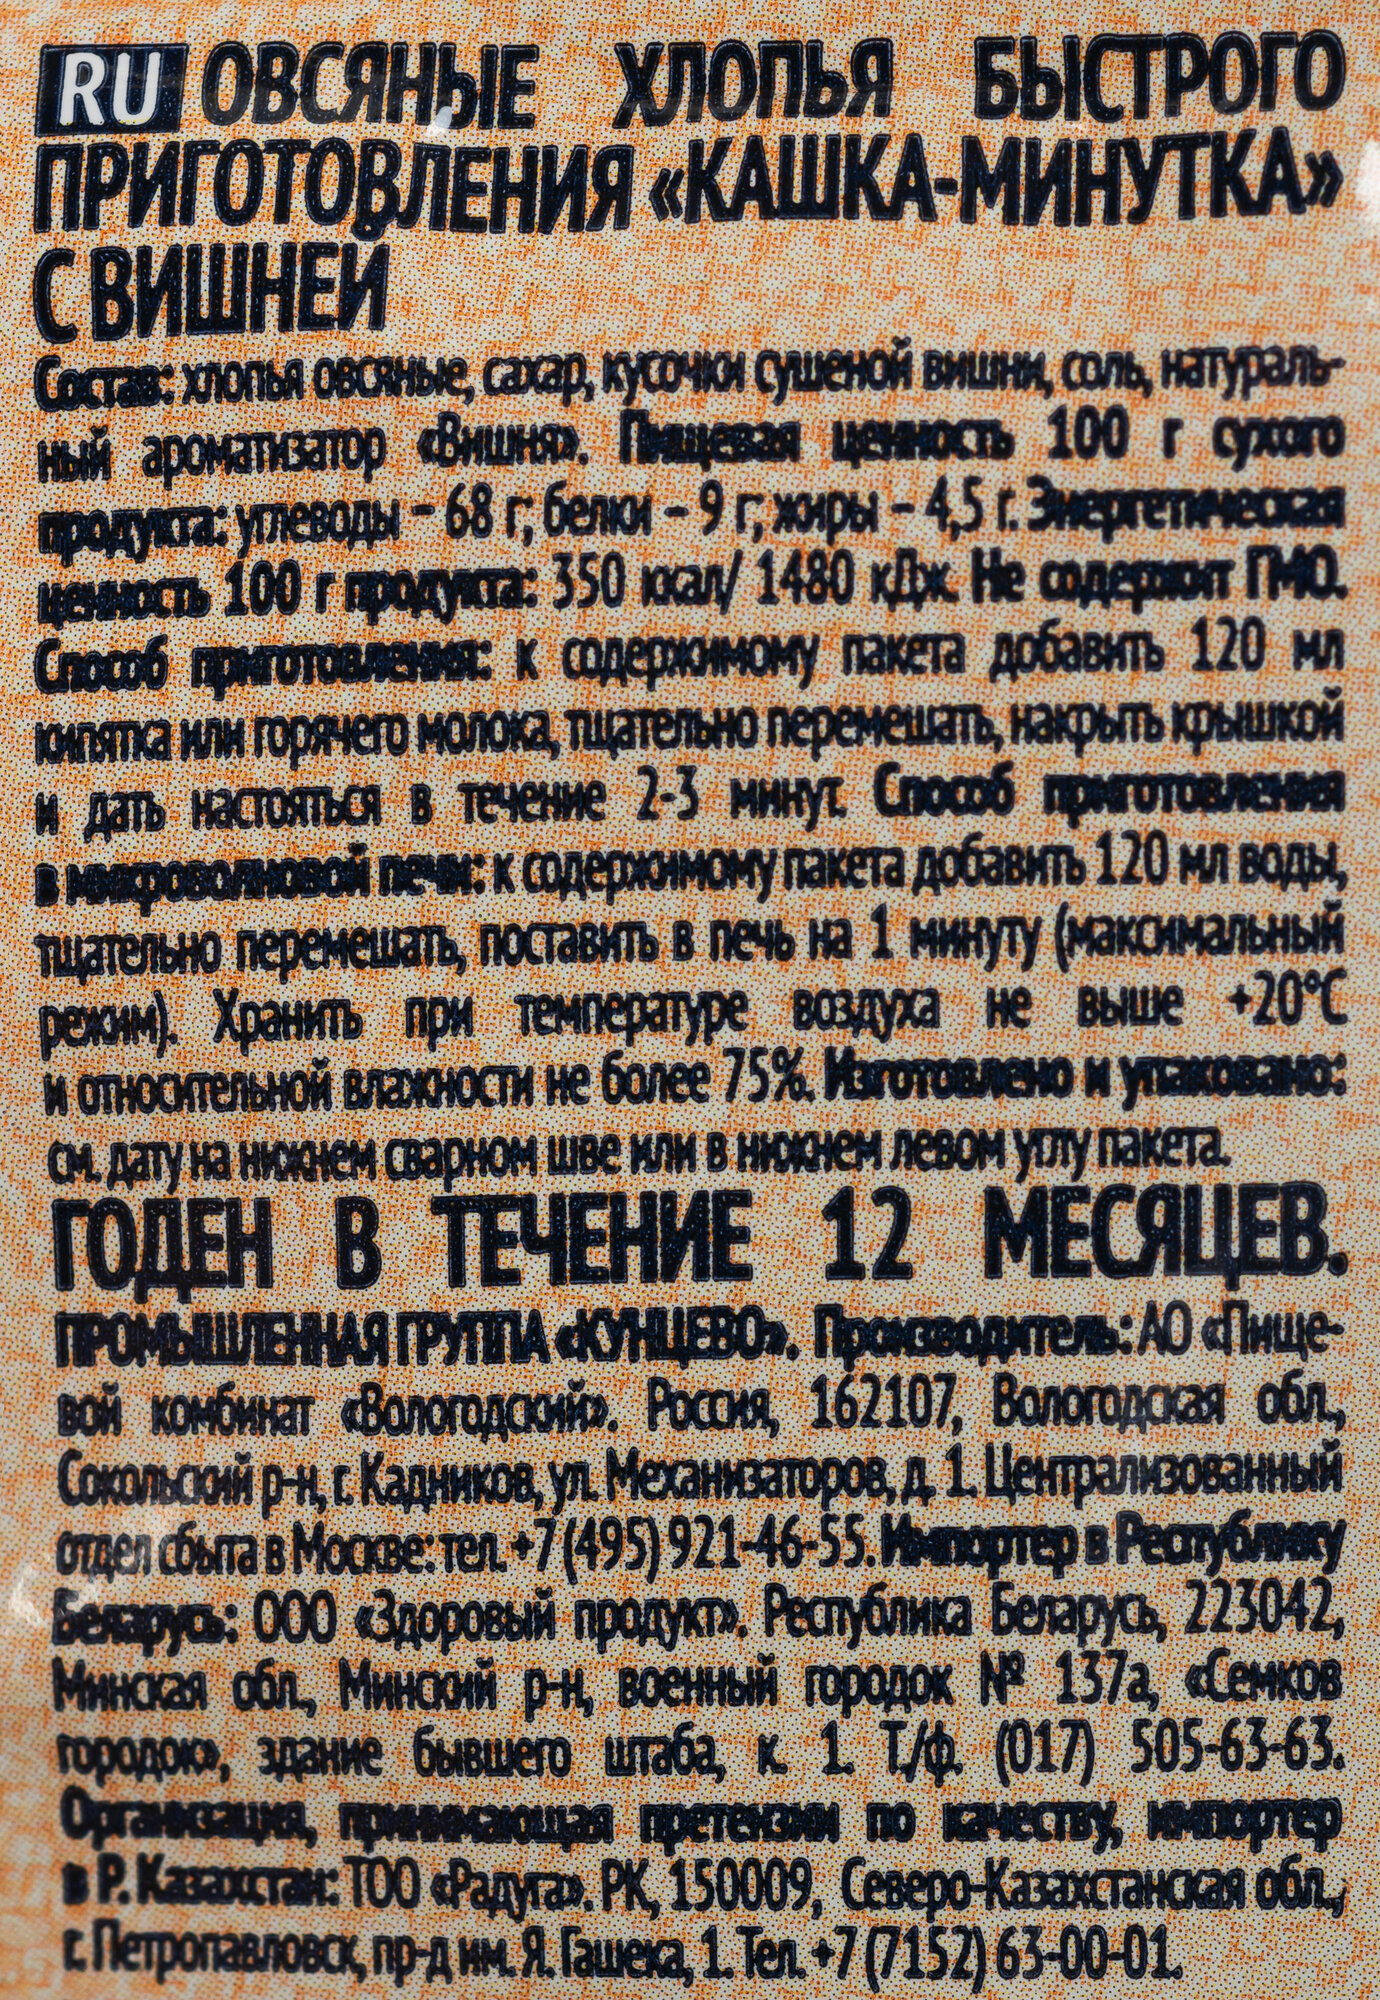 RU ОВСЯНЫЕ ХЛОПЬЯ БЫСТРОГО
ПРИГОТОВЛЕНИЯ «КАШКА-МИНУТКА»
С ВИШНЕЙ
Состав: хлопья овсяные, сахар, кусочки сушеной вишни, соль, натураль-
ный ароматизатор «Вишня». Пищевая ценность 100 г сухого
продукта: углеводы – 68 г; белки – 9 г; жиры – 4,5 г. Энергетическая
ценность 100 г продукта: 350 ккал/ 1480 кДж. Не содержит ГМО.
Способ приготовления: к содержимому пакета добавить 120 мл
кипятка или горячего молока, тщательно перемешать, накрыть крышкой
и дать настояться в течение 2-3 минут. Способ приготовления
в микроволновой печи: к содержимому пакета добавить 120 мл воды,
тщательно перемешать, поставить в печь на 1 минуту (максимальный
режим). Хранить при температуре воздуха не выше +20°С
и относительной влажности не более 75%. Изготовлено и упаковано:
см. дату на нижнем сварном шве или в нижнем левом углу пакета.
ГОДЕН В ТЕЧЕНИЕ 12 МЕСЯЦЕВ.
ПРОМЫШЛЕННАЯ ГРУППА «КУНЦЕВО». Производитель: АО «Пище-
вой комбинат «Вологодский». Россия, 162107, Вологодская обл.,
Сокольский р-н, г. Кадников, ул. Механизаторов, д. 1. Централизованный
отдел сбыта в Москве: тел. +7 (495) 921-46-55. Импортер в Республику
Беларусь: ООО «Здоровый продукт». Республика Беларусь, 223042,
Минская обл., Минский р-н, военный городок № 137а, «Семков
городок», здание бывшего штаба, к. 1. Т./ф. (017) 505-63-63.
Организация, принимающая претензии по качеству, импортер
в Р. Казахстан: ТОО «Радуга». РК, 150009, Северо-Казахстанская обл.,
г. Петропавловск, пр-д им. Я. Гашека, 1. Тел. +7 (7152) 63-00-01.